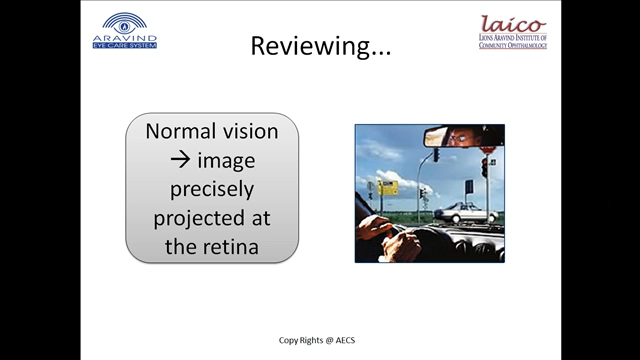 ARAVIND
EYE CARE SYSTEM
laico
LIONS ARAVIND INSTITUTE OF
COMMUNITY OPHTHALMOLOGY
Reviewing...
Normal vision
→ image
precisely
projected at
the retina
Copy Rights @ AECS